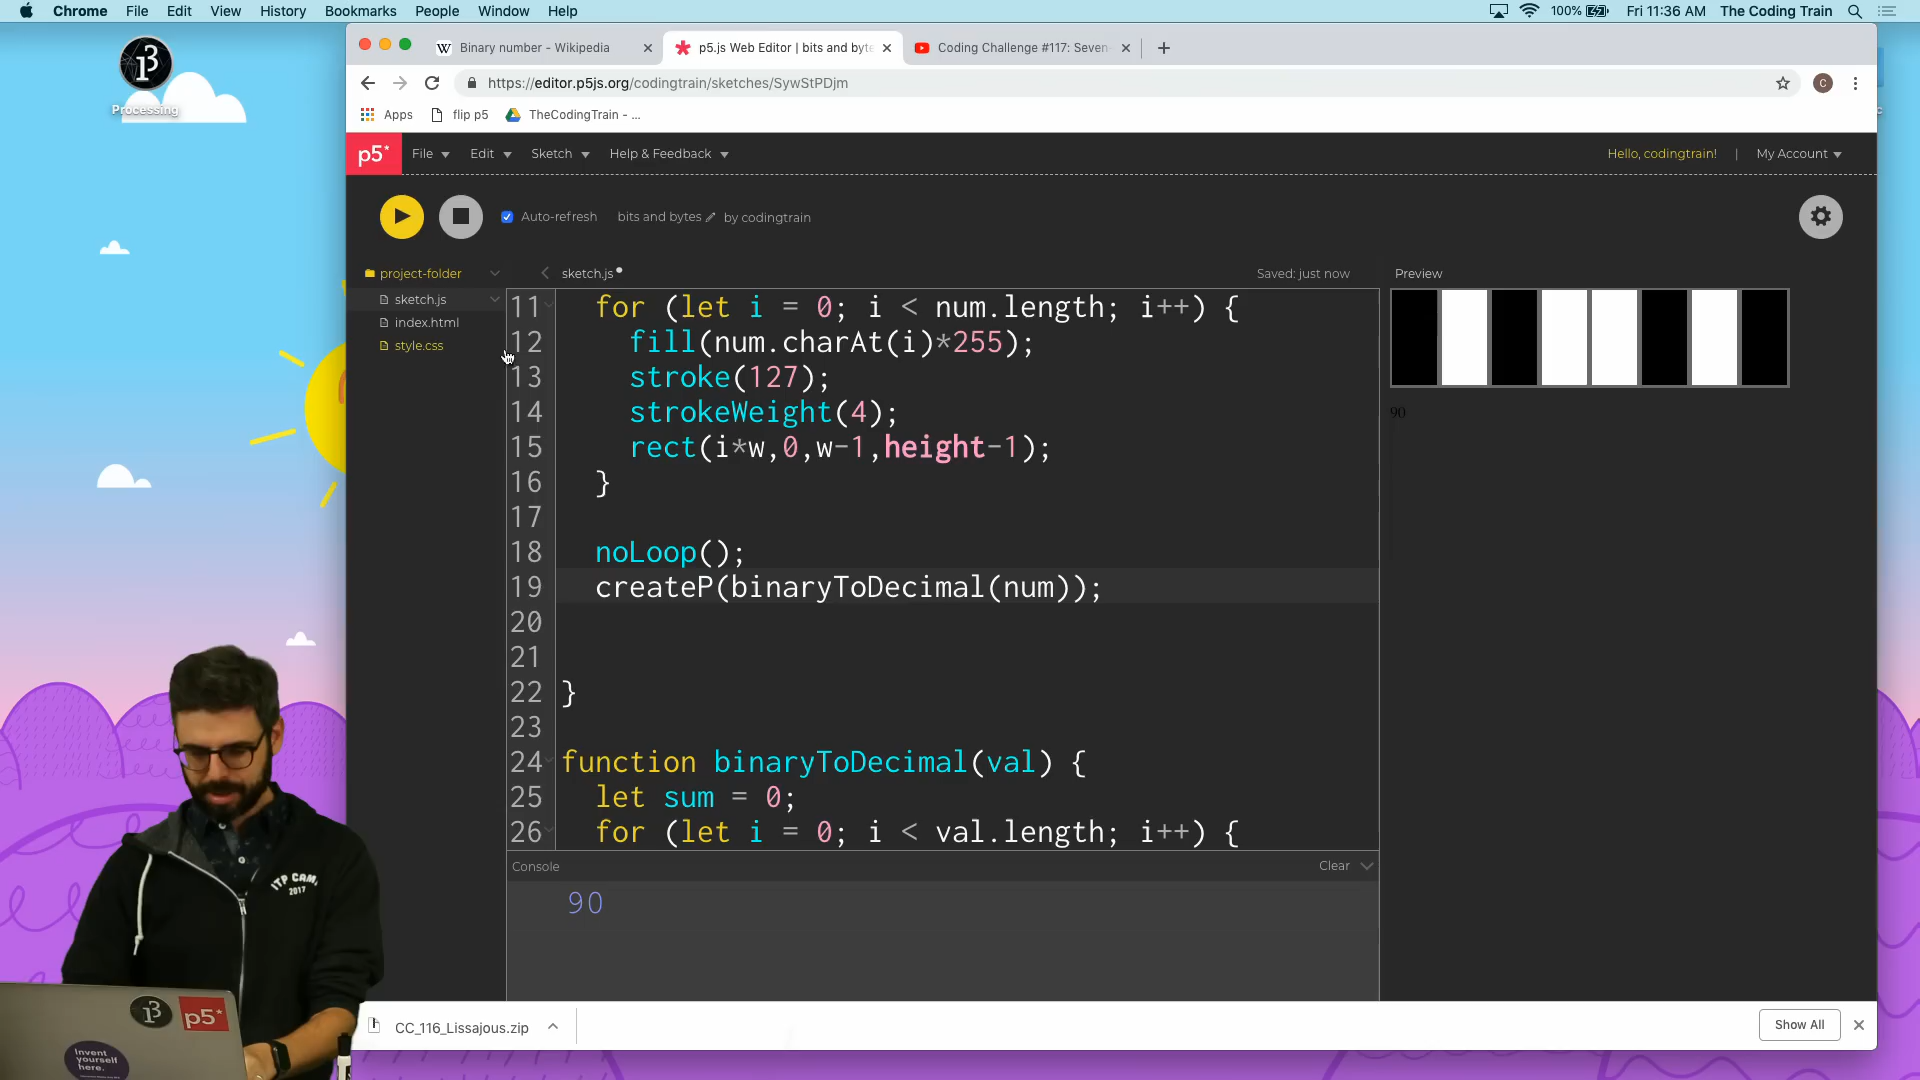 Chrome File Edit View History Bookmarks People Window Help 100% Fri 11:36 AM The Coding Train
Processing
W Binary number - Wikipedia p5.js Web Editor | bits and byte Coding Challenge #117: Seven-
https://editor.p5js.org/codingtrain/sketches/SywStPDjm C
Apps flip p5 TheCodingTrain - ...
p5* File Edit Sketch Help & Feedback Hello, codingtrain! | My Account
Auto-refresh bits and bytes by codingtrain
project-folder
sketch.js
index.html
style.css
sketch.js Saved: just now
Preview
11 for (let i = 0; i < num.length; i++) {
12 fill(num.charAt(i)*255);
13 stroke(127);
14 strokeWeight(4);
15 rect(i*w,0,w-1,height-1);
16 }
17
18 noLoop();
19 createP(binaryToDecimal(num));
20
21
22 }
23
24 function binaryToDecimal(val) {
25 let sum = 0;
26 for (let i = 0; i < val.length; i++) {
90
Console Clear
90
ITP CAMP
2017
p5*
Invent
yourself
here.
CC_116_Lissajous.zip Show All